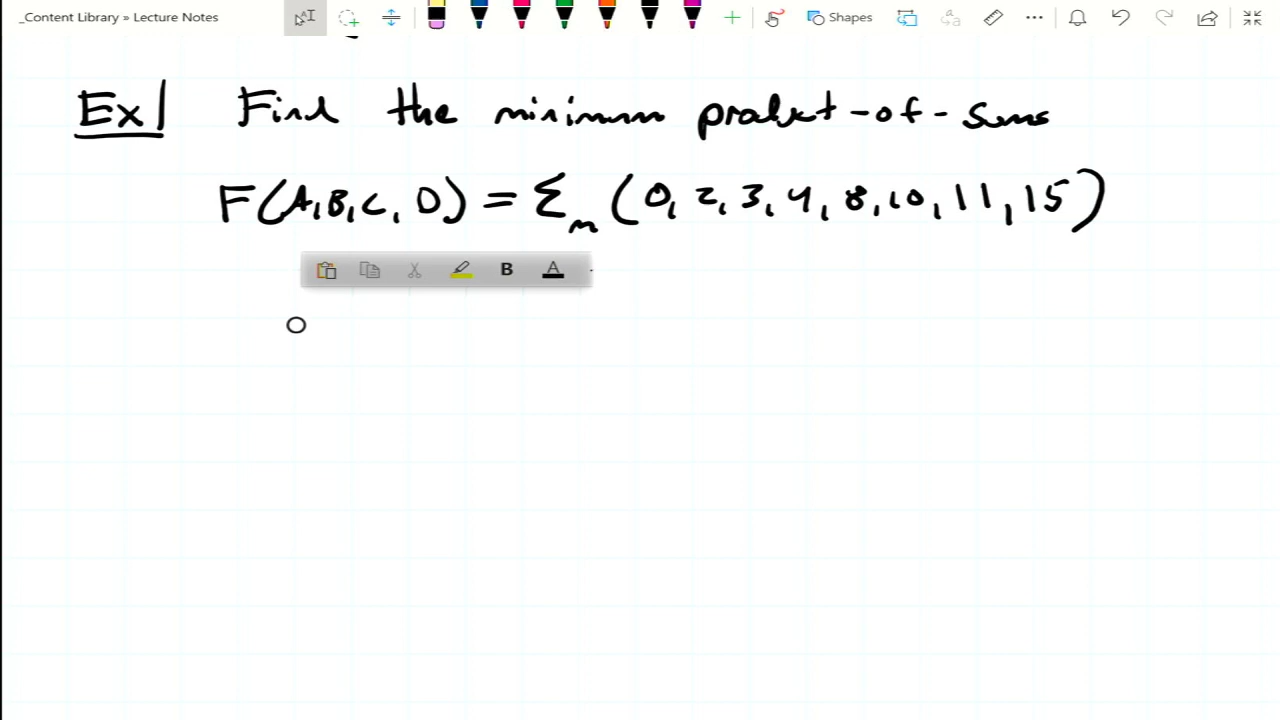 _Content Library » Lecture Notes
Shapes
Ex1 Find the minimum product-of-sums
F(A,B,C,D) = Σm (0, 2, 3, 4, 8, 10, 11, 15)
B A